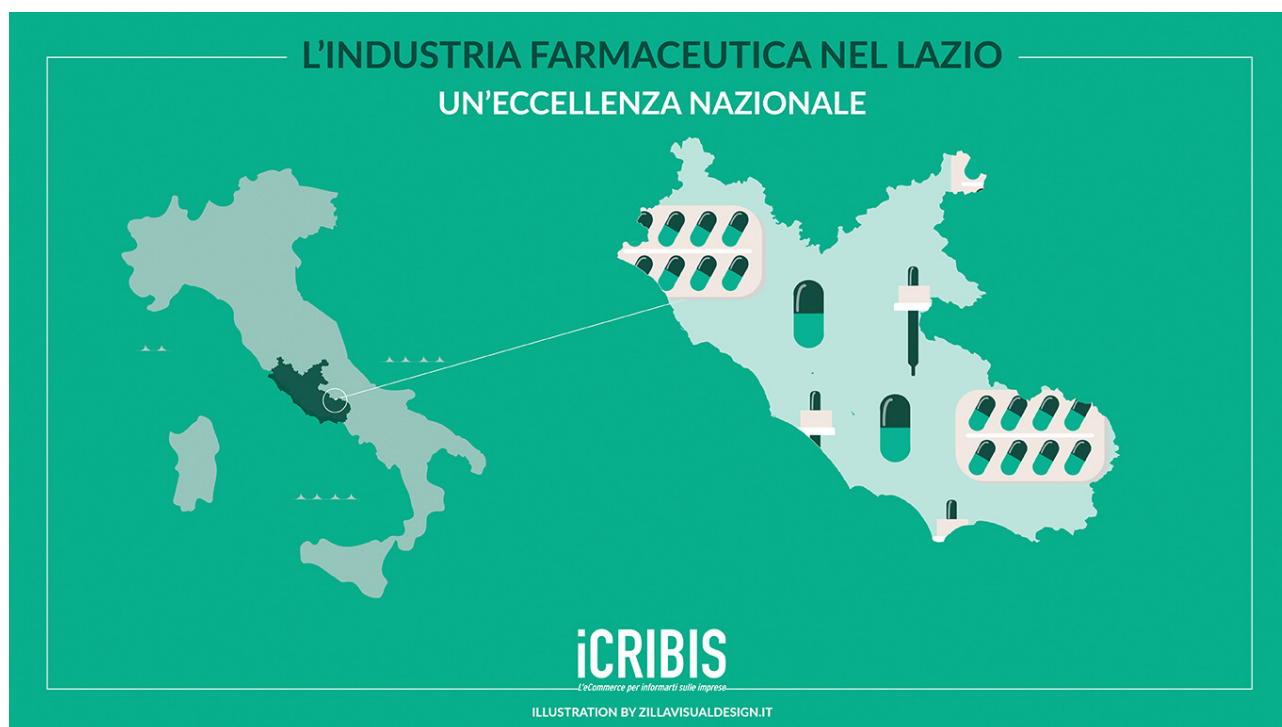 L'INDUSTRIA FARMACEUTICA NEL LAZIO
UN'ECCELLENZA NAZIONALE
iCRIBIS
L'eCommerce per informarti sulle imprese
ILLUSTRATION BY ZILLAVISUALDESIGN.IT